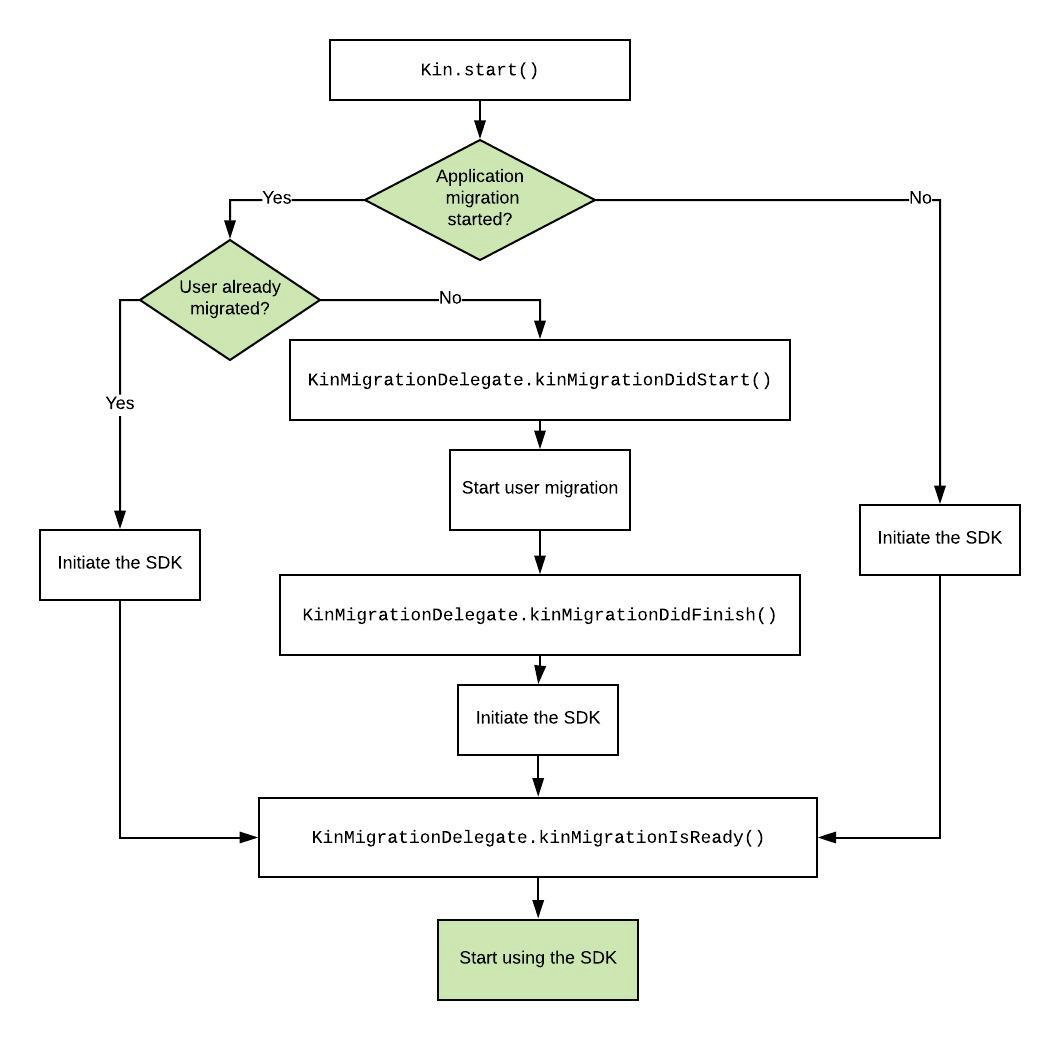 Kin.start()
Application
migration
started?
Yes
No
User already
migrated?
No
KinMigrationDelegate.kinMigrationDidStart()
Yes
Start user migration
Initiate the SDK
Initiate the SDK
KinMigrationDelegate.kinMigrationDidFinish()
Initiate the SDK
KinMigrationDelegate.kinMigrationIsReady()
Start using the SDK